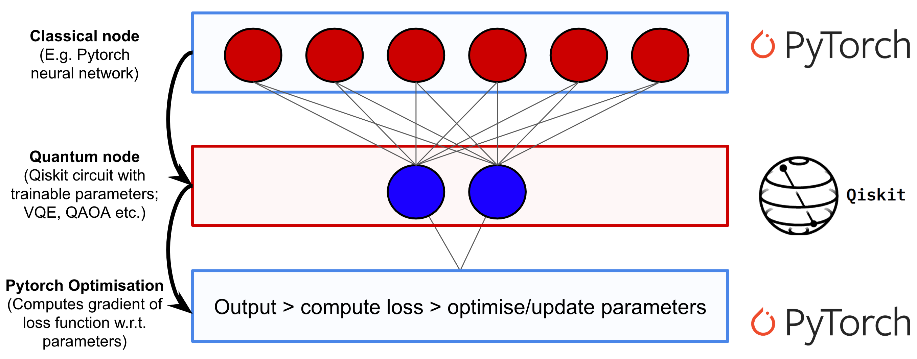 Classical node
(E.g. Pytorch
neural network)
PyTorch
Quantum node
(Qiskit circuit with
trainable parameters;
VQE, QAOA etc.)
Qiskit
Pytorch Optimisation
(Computes gradient of
loss function w.r.t.
parameters)
Output > compute loss > optimise/update parameters
PyTorch